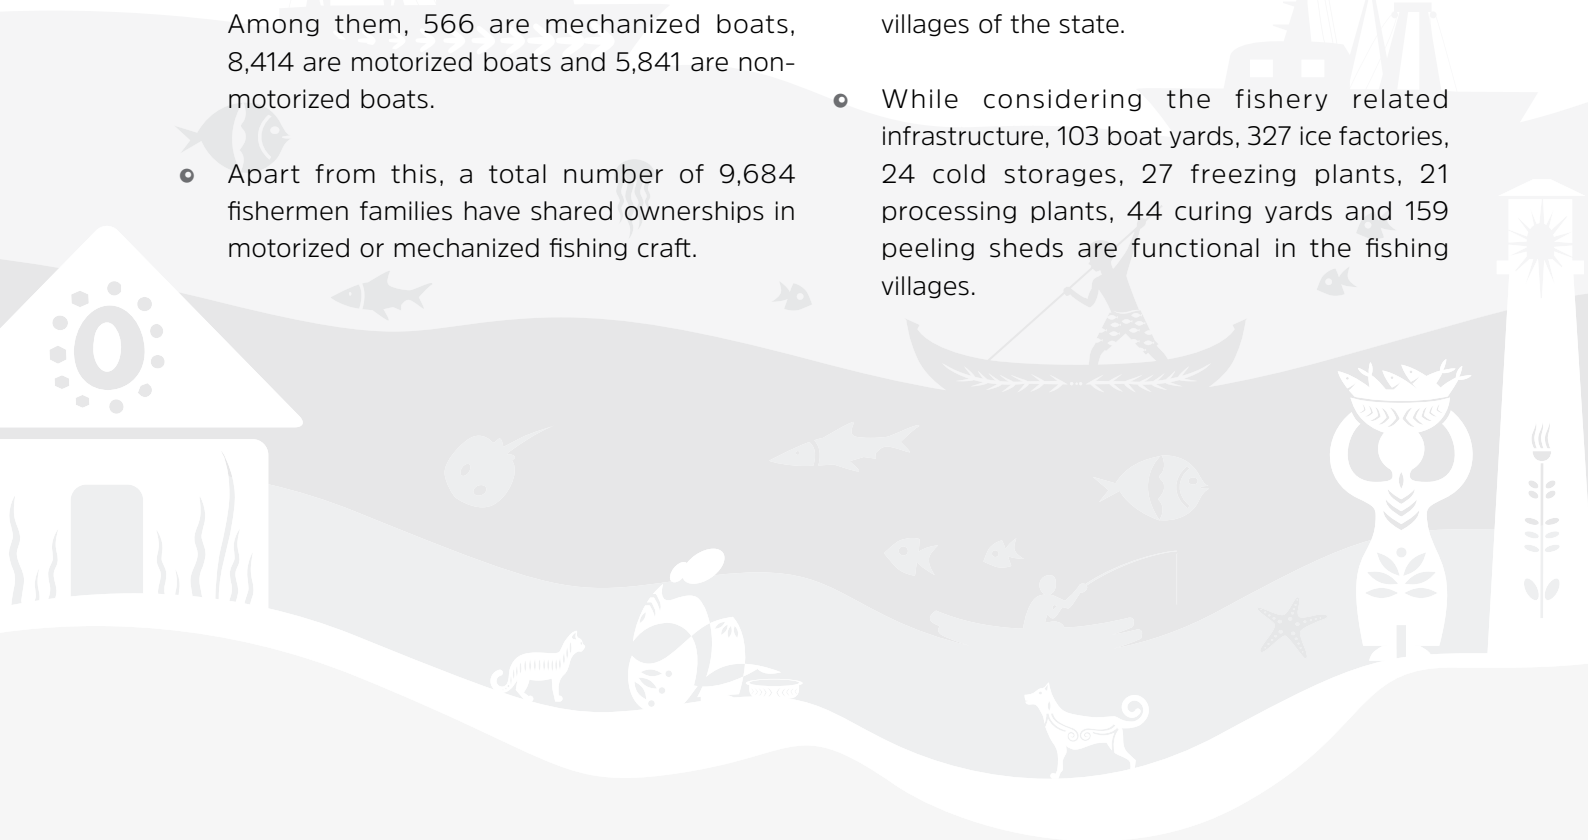 Among them, 566 are mechanized boats,
8,414 are motorized boats and 5,841 are non-
motorized boats.
Apart from this, a total number of 9,684
fishermen families have shared ownerships in
motorized or mechanized fishing craft.
villages of the state.
While considering the fishery related
infrastructure, 103 boat yards, 327 ice factories,
24 cold storages, 27 freezing plants, 21
processing plants, 44 curing yards and 159
peeling sheds are functional in the fishing
villages.